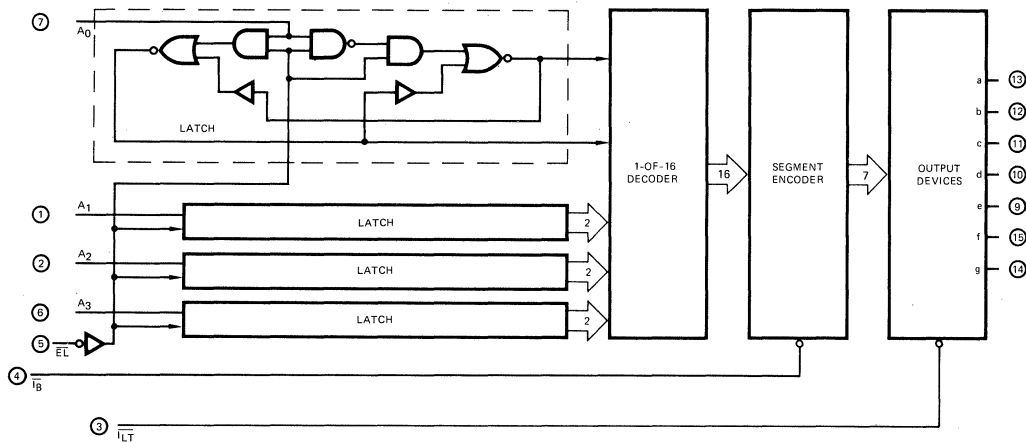 7 A0
LATCH
1-OF-16
DECODER
16
SEGMENT
ENCODER
7
OUTPUT
DEVICES
a 13
b 12
c 11
d 10
e 9
f 15
g 14
1 A1
LATCH
2
2 A2
LATCH
2
6 A3
LATCH
2
5 EL
4 IB
3 ILT